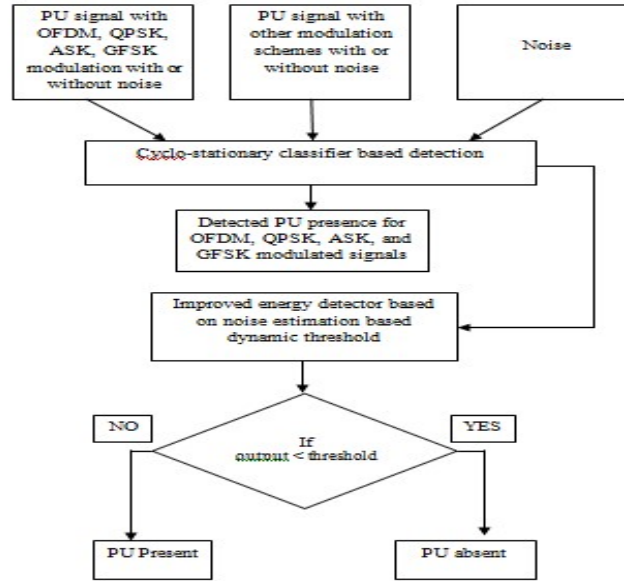 PU signal with
OFDM, QPSK,
ASK, GFSK
modulation with or
without noise
PU signal with
other modulation
schemes with or
without noise
Noise
Cyclo-stationary classifier based detection
Detected PU presence for
OFDM, QPSK, ASK, and
GFSK modulated signals
Improved energy detector based
on noise estimation based
dynamic threshold
NO
If
output < threshold
YES
PU Present
PU absent